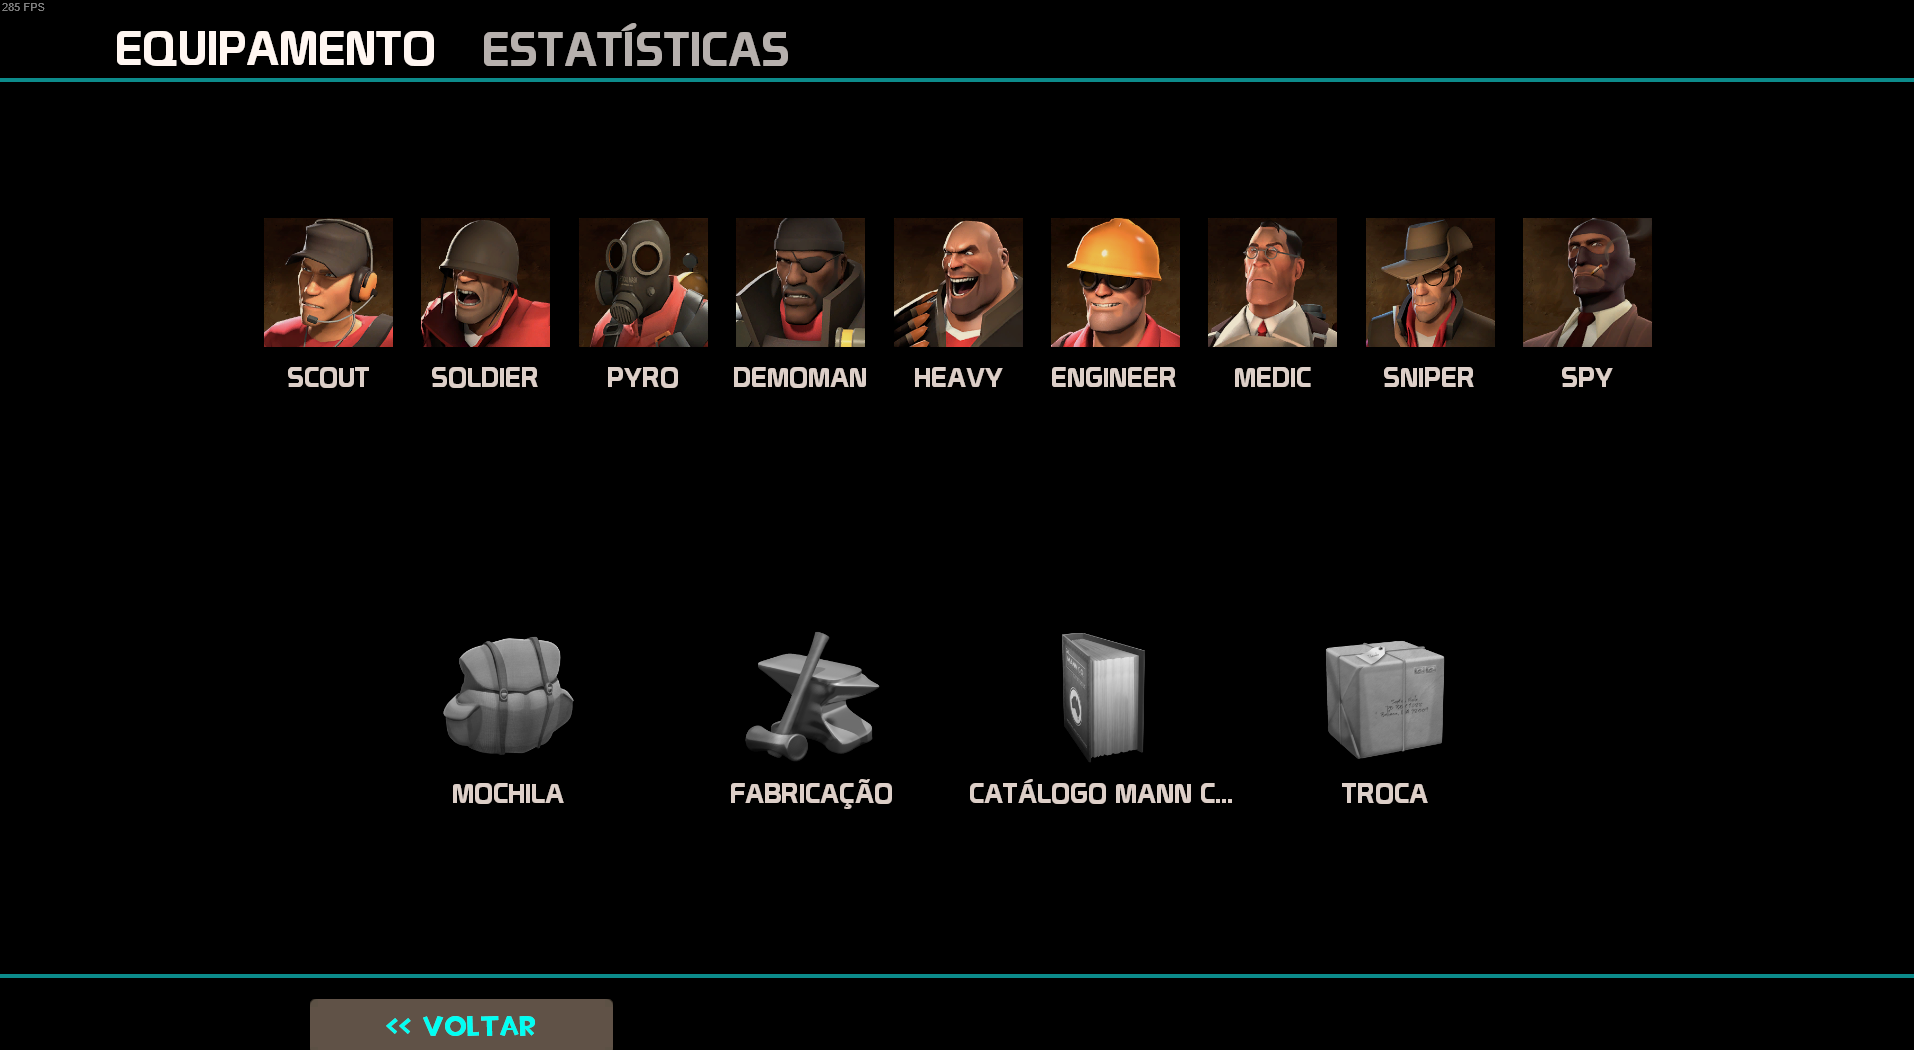 285 FPS
EQUIPAMENTO ESTATÍSTICAS
SCOUT SOLDIER PYRO DEMOMAN HEAVY ENGINEER MEDIC SNIPER SPY
MOCHILA FABRICAÇÃO CATÁLOGO MANN C... TROCA
<< VOLTAR